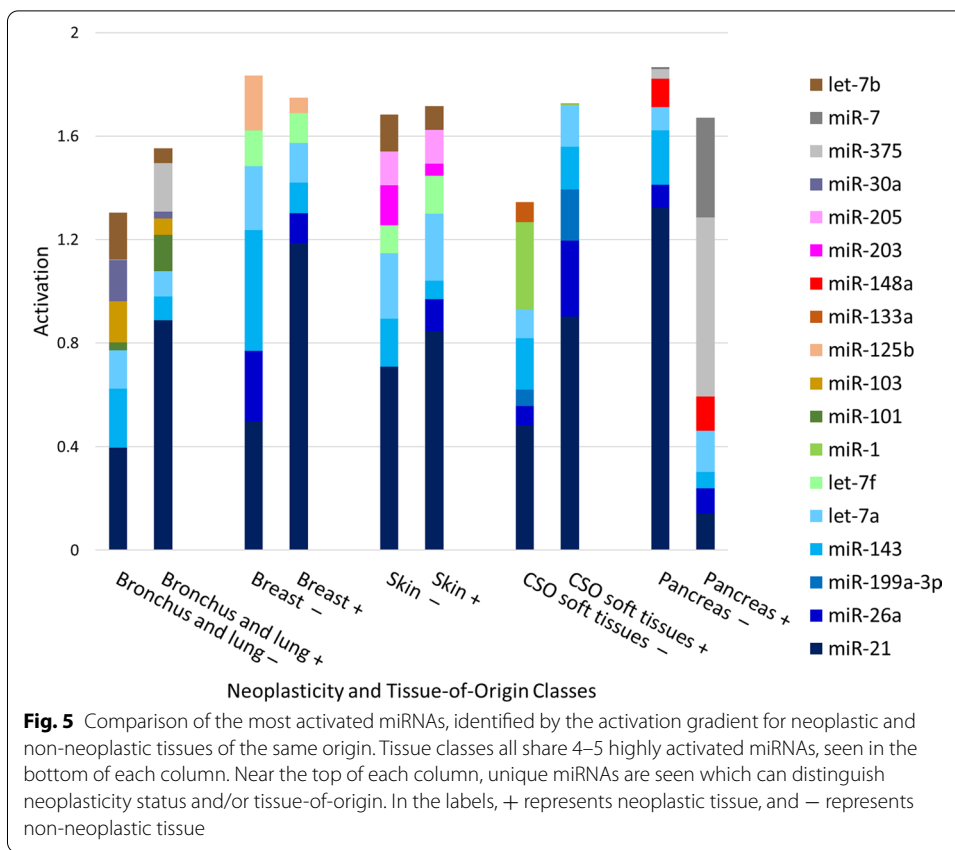 2
1.6
1.2
0.8
0.4
0
Activation
Bronchus and lung –
Bronchus and lung +
Breast –
Breast +
Skin –
Skin +
CSO soft tissues –
CSO soft tissues +
Pancreas –
Pancreas +
Neoplasticity and Tissue-of-Origin Classes
let-7b
miR-7
miR-375
miR-30a
miR-205
miR-203
miR-148a
miR-133a
miR-125b
miR-103
miR-101
miR-1
let-7f
let-7a
miR-143
miR-199a-3p
miR-26a
miR-21
Fig. 5 Comparison of the most activated miRNAs, identified by the activation gradient for neoplastic and
non-neoplastic tissues of the same origin. Tissue classes all share 4–5 highly activated miRNAs, seen in the
bottom of each column. Near the top of each column, unique miRNAs are seen which can distinguish
neoplasticity status and/or tissue-of-origin. In the labels, + represents neoplastic tissue, and − represents
non-neoplastic tissue